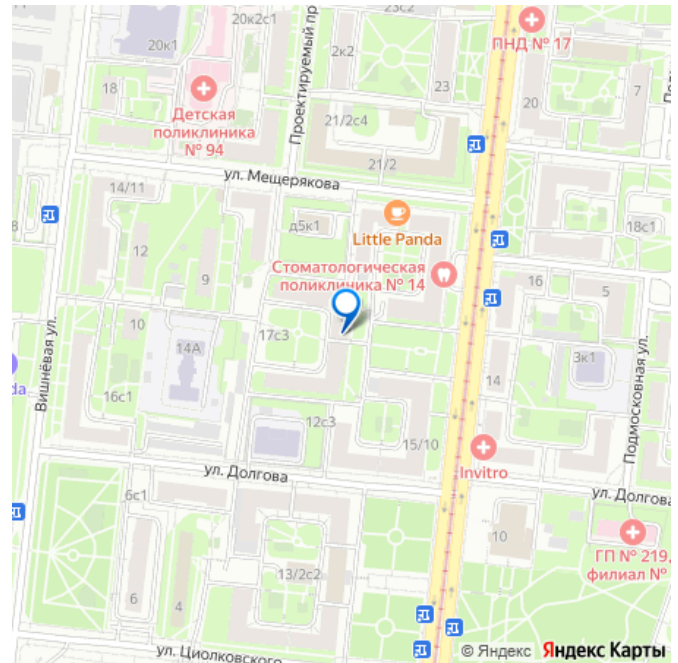 23с2
20к2с1
ПНД № 17
20к1
Проектируемый пр
2к2
18
23
20
7
Детская
поликлиника
№ 94
21/2с4
21/2
ул. Мещерякова
14/11
д5к1
Little Panda
18с1
12
9
Стоматологическая
поликлиника № 14
16
5
10
17с3
14А
3к1
Подмосковная ул.
Вишнёвая ул.
da
16с1
14
12с3
15/10
Invitro
ул. Долгова
ул. Долгова
6с1
10
ГП № 219,
филиал №
13/2с2
6
4
ул. Циолковского
© Яндекс Яндекс Карты